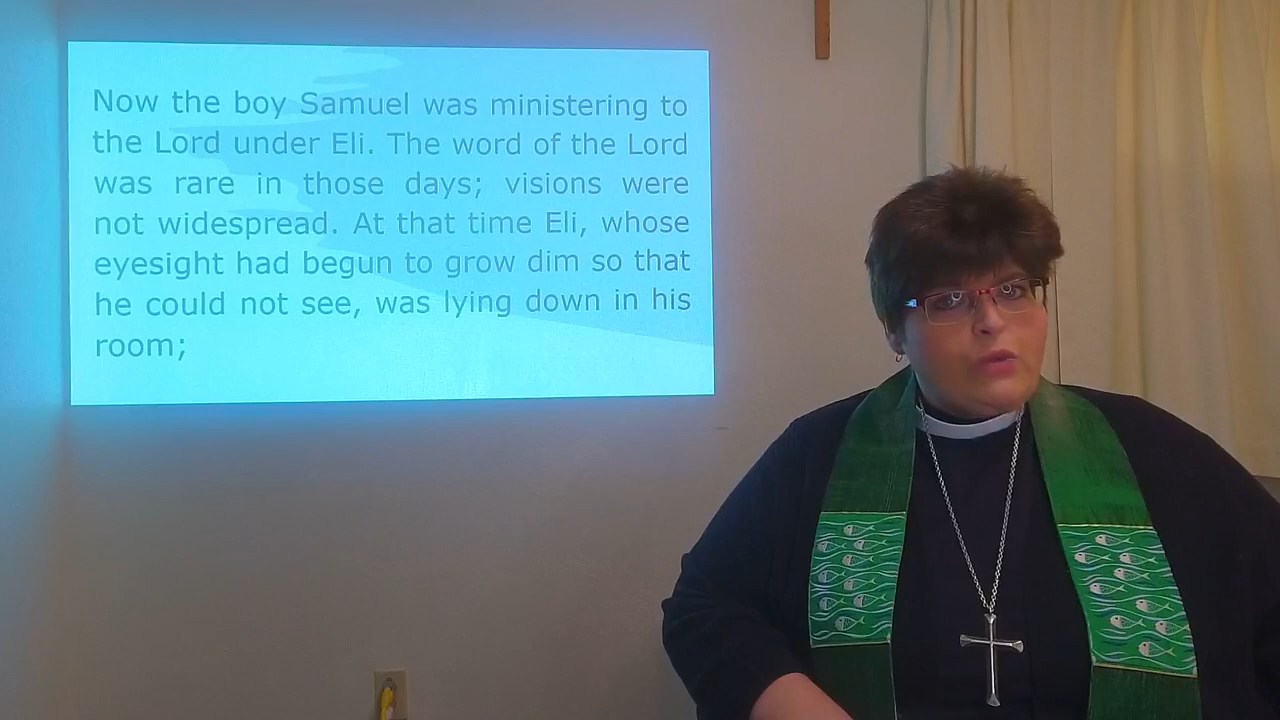 Now the boy Samuel was ministering to
the Lord under Eli. The word of the Lord
was rare in those days; visions were
not widespread. At that time Eli, whose
eyesight had begun to grow dim so that
he could not see, was lying down in his
room;